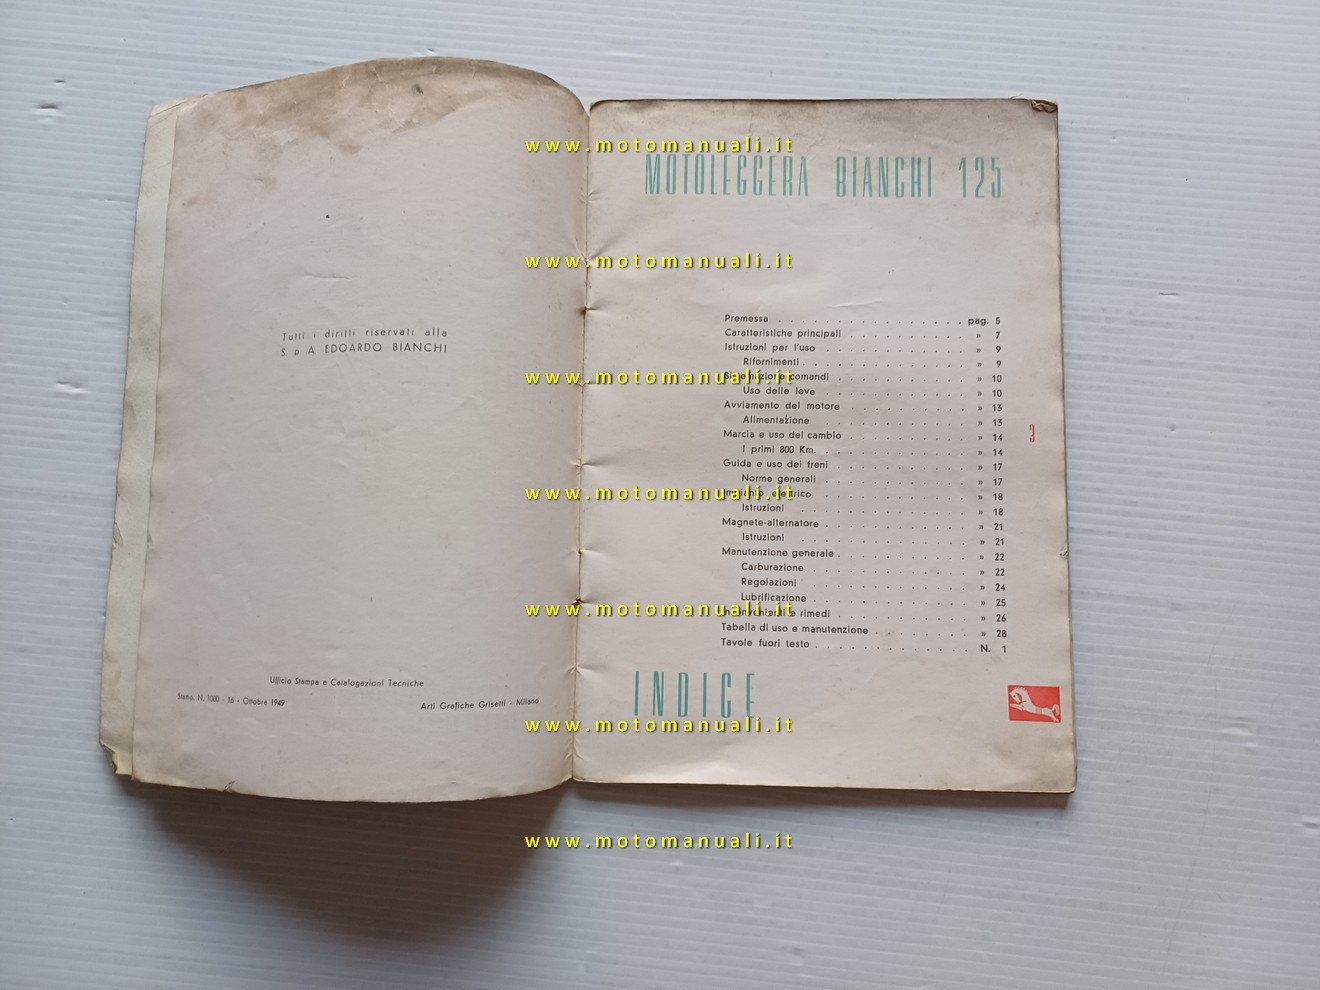 Tutti i diritti riservati alla
S. p A. EDOARDO BIANCHI
Ufficio Stampa e Catalogazioni Tecniche
Stamp. N. 1000 - 16 - Ottobre 1949
Arti Grafiche Griselli - Milano
www.motomanuali.it
MOTOLEGGERA BIANCHI 125
www.motomanuali.it
Premessa . . . . . . . . . . . . . . . . pag. 5
Caratteristiche principali . . . . . . . . . . . » 7
Istruzioni per l'uso . . . . . . . . . . . . » 9
Rifornimenti . . . . . . . . . . . . . . » 9
www.motomanuali.it
comandi . . . . . . . . . . . » 10
Uso delle leve . . . . . . . . . . . . » 10
Avviamento del motore . . . . . . . . . . » 13
Alimentazione . . . . . . . . . . . . » 13
Marcia e uso del cambio . . . . . . . . . . » 14
I primi 800 Km. . . . . . . . . . . . . » 14
3
Guida e uso dei freni . . . . . . . . . . . » 17
Norme generali . . . . . . . . . . . . » 17
www.motomanuali.it
elettrico . . . . . . . . . . . . » 18
Istruzioni . . . . . . . . . . . . . . » 18
Magnete-alternatore . . . . . . . . . . . . » 21
Istruzioni . . . . . . . . . . . . . . » 21
Manutenzione generale . . . . . . . . . . . » 22
Carburazione . . . . . . . . . . . . . » 22
Regolazioni . . . . . . . . . . . . . » 24
Lubrificazione . . . . . . . . . . . . . » 25
www.motomanuali.it
e rimedi . . . . . . . . . . . » 26
Tabella di uso e manutenzione . . . . . . . . » 28
Tavole fuori testo . . . . . . . . . . . . . N. 1
INDICE
www.motomanuali.it
www.motomanuali.it